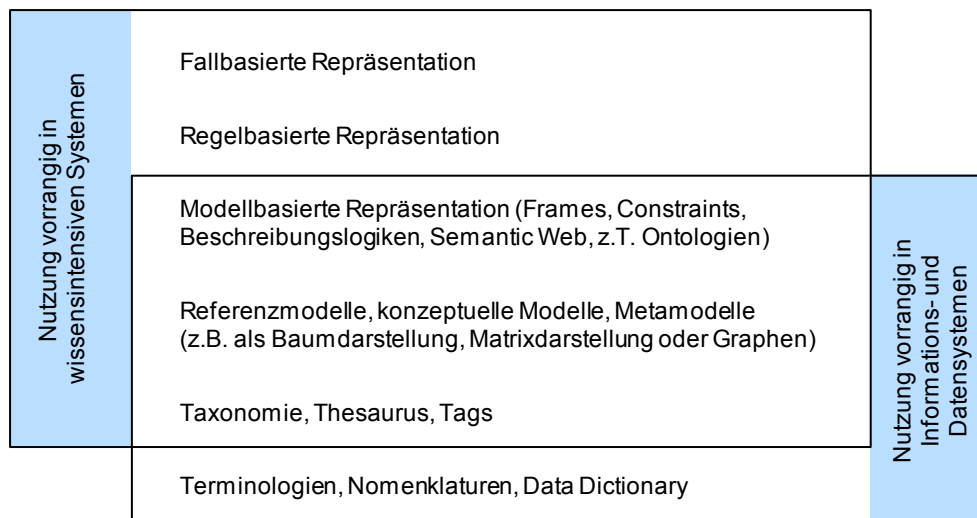 Nutzung vorrangig in
wissensintensiven Systemen
Fallbasierte Repräsentation
Regelbasierte Repräsentation
Modellbasierte Repräsentation (Frames, Constraints,
Beschreibungslogiken, Semantic Web, z.T. Ontologien)
Referenzmodelle, konzeptuelle Modelle, Metamodelle
(z.B. als Baumdarstellung, Matrixdarstellung oder Graphen)
Taxonomie, Thesaurus, Tags
Terminologien, Nomenklaturen, Data Dictionary
Nutzung vorrangig in
Informations- und
Datensystemen